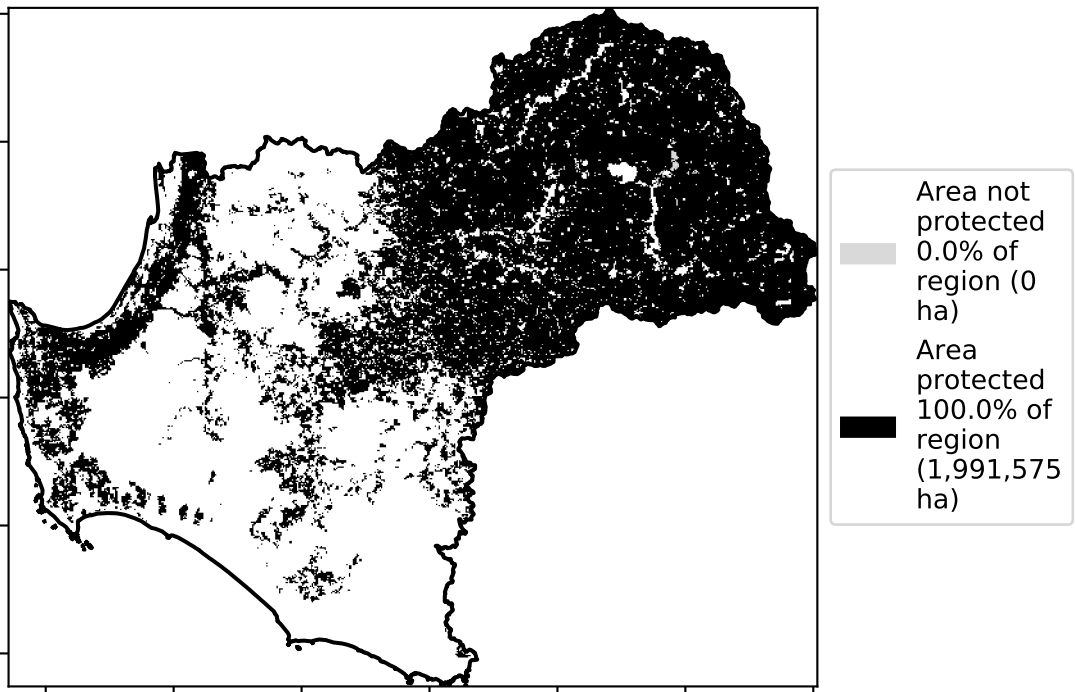 Area not
protected
0.0% of
region (0
ha)
Area
protected
100.0% of
region
(1,991,575
ha)